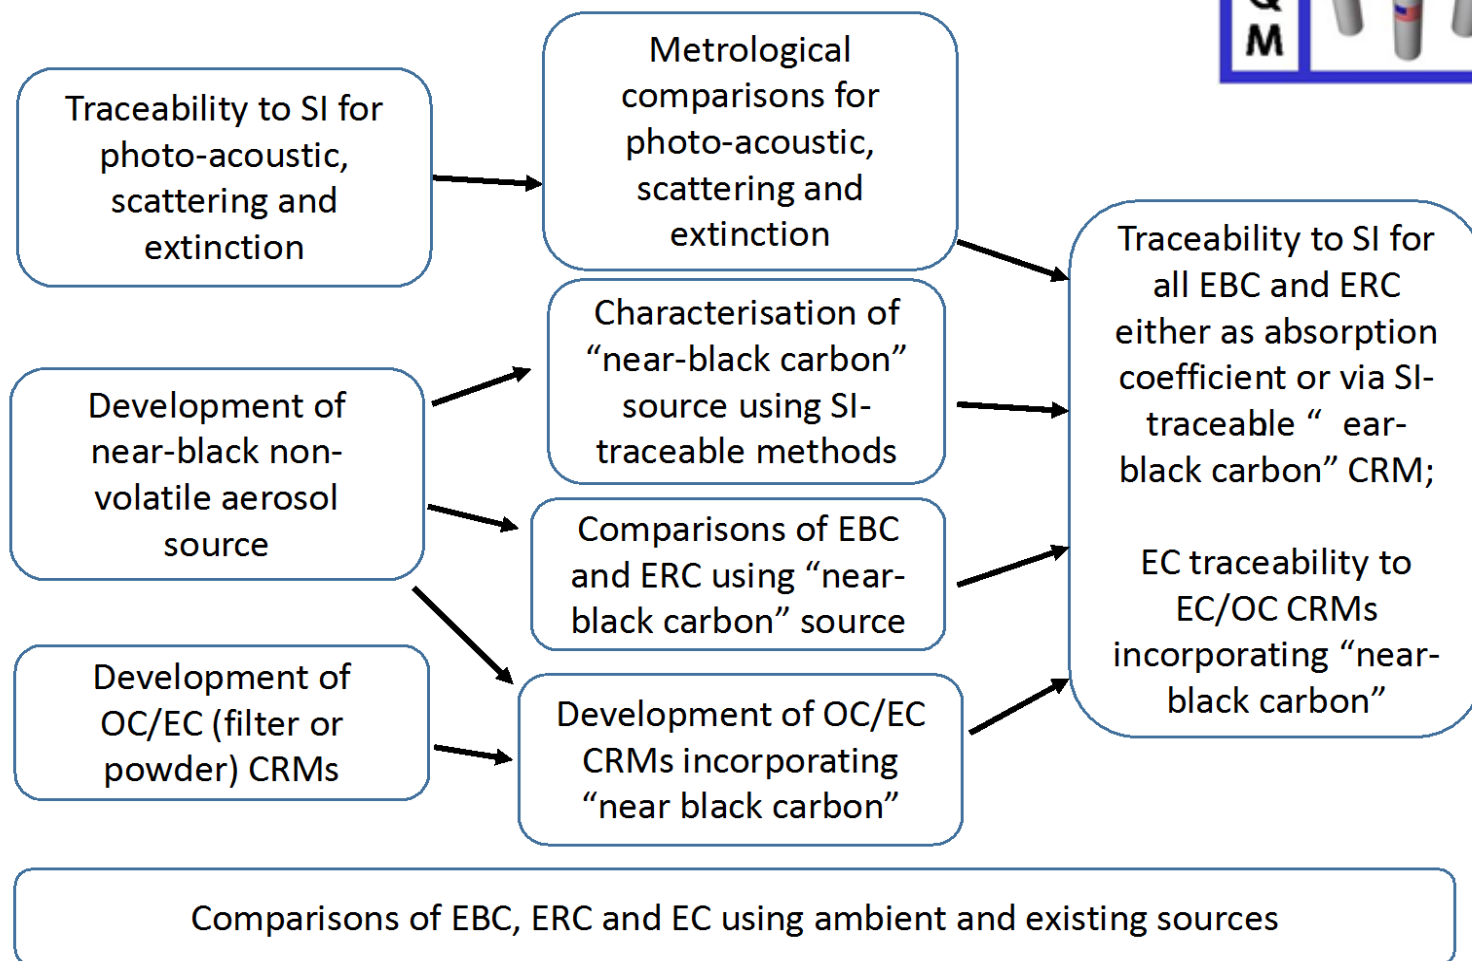 Q
M
Traceability to SI for
photo-acoustic,
scattering and
extinction
Metrological
comparisons for
photo-acoustic,
scattering and
extinction
Development of
near-black non-
volatile aerosol
source
Characterisation of
“near-black carbon”
source using SI-
traceable methods
Comparisons of EBC
and ERC using “near-
black carbon” source
Development of
OC/EC (filter or
powder) CRMs
Development of OC/EC
CRMs incorporating
“near black carbon”
Traceability to SI for
all EBC and ERC
either as absorption
coefficient or via SI-
traceable “ ear-
black carbon” CRM;
EC traceability to
EC/OC CRMs
incorporating “near-
black carbon”
Comparisons of EBC, ERC and EC using ambient and existing sources